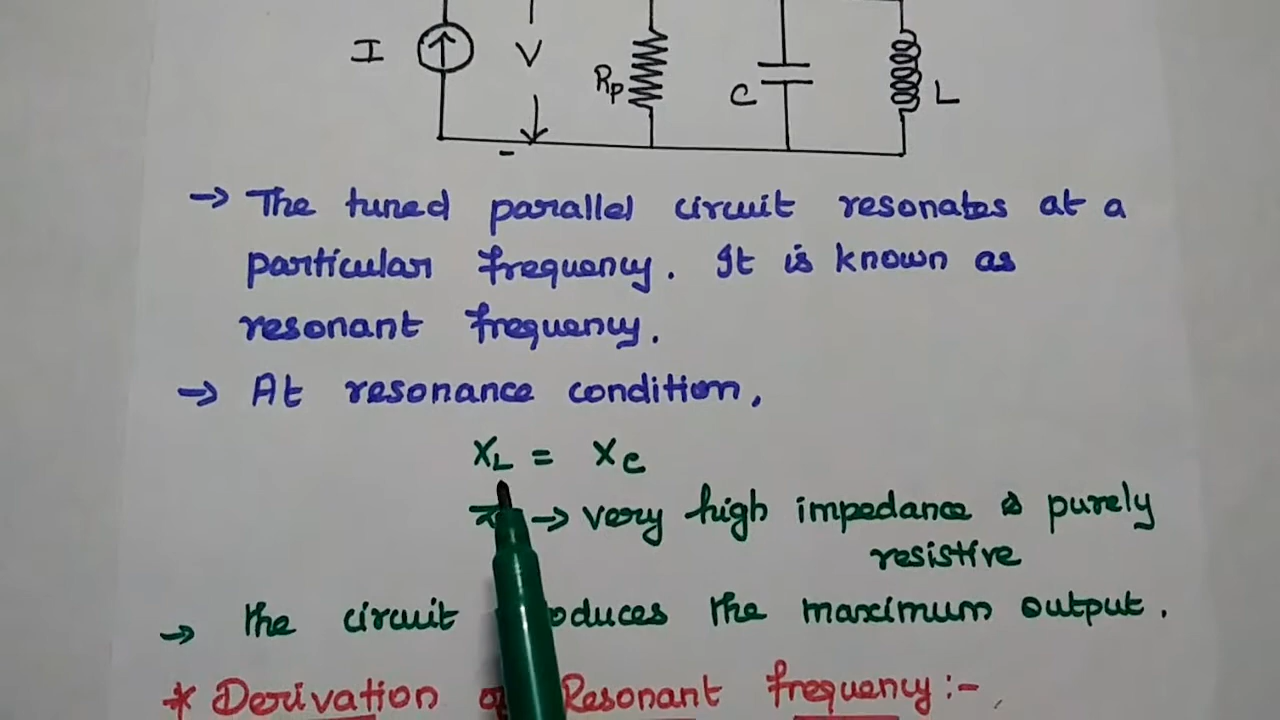 I
V
Rp
C
L
-
→ The tuned parallel circuit resonates at a
particular frequency. It is known as
resonant frequency.
→ At resonance condition,
XL = XC
→ very high impedance & purely
resistive
→ the circuit the maximum output.
* Derivation Resonant frequency:-